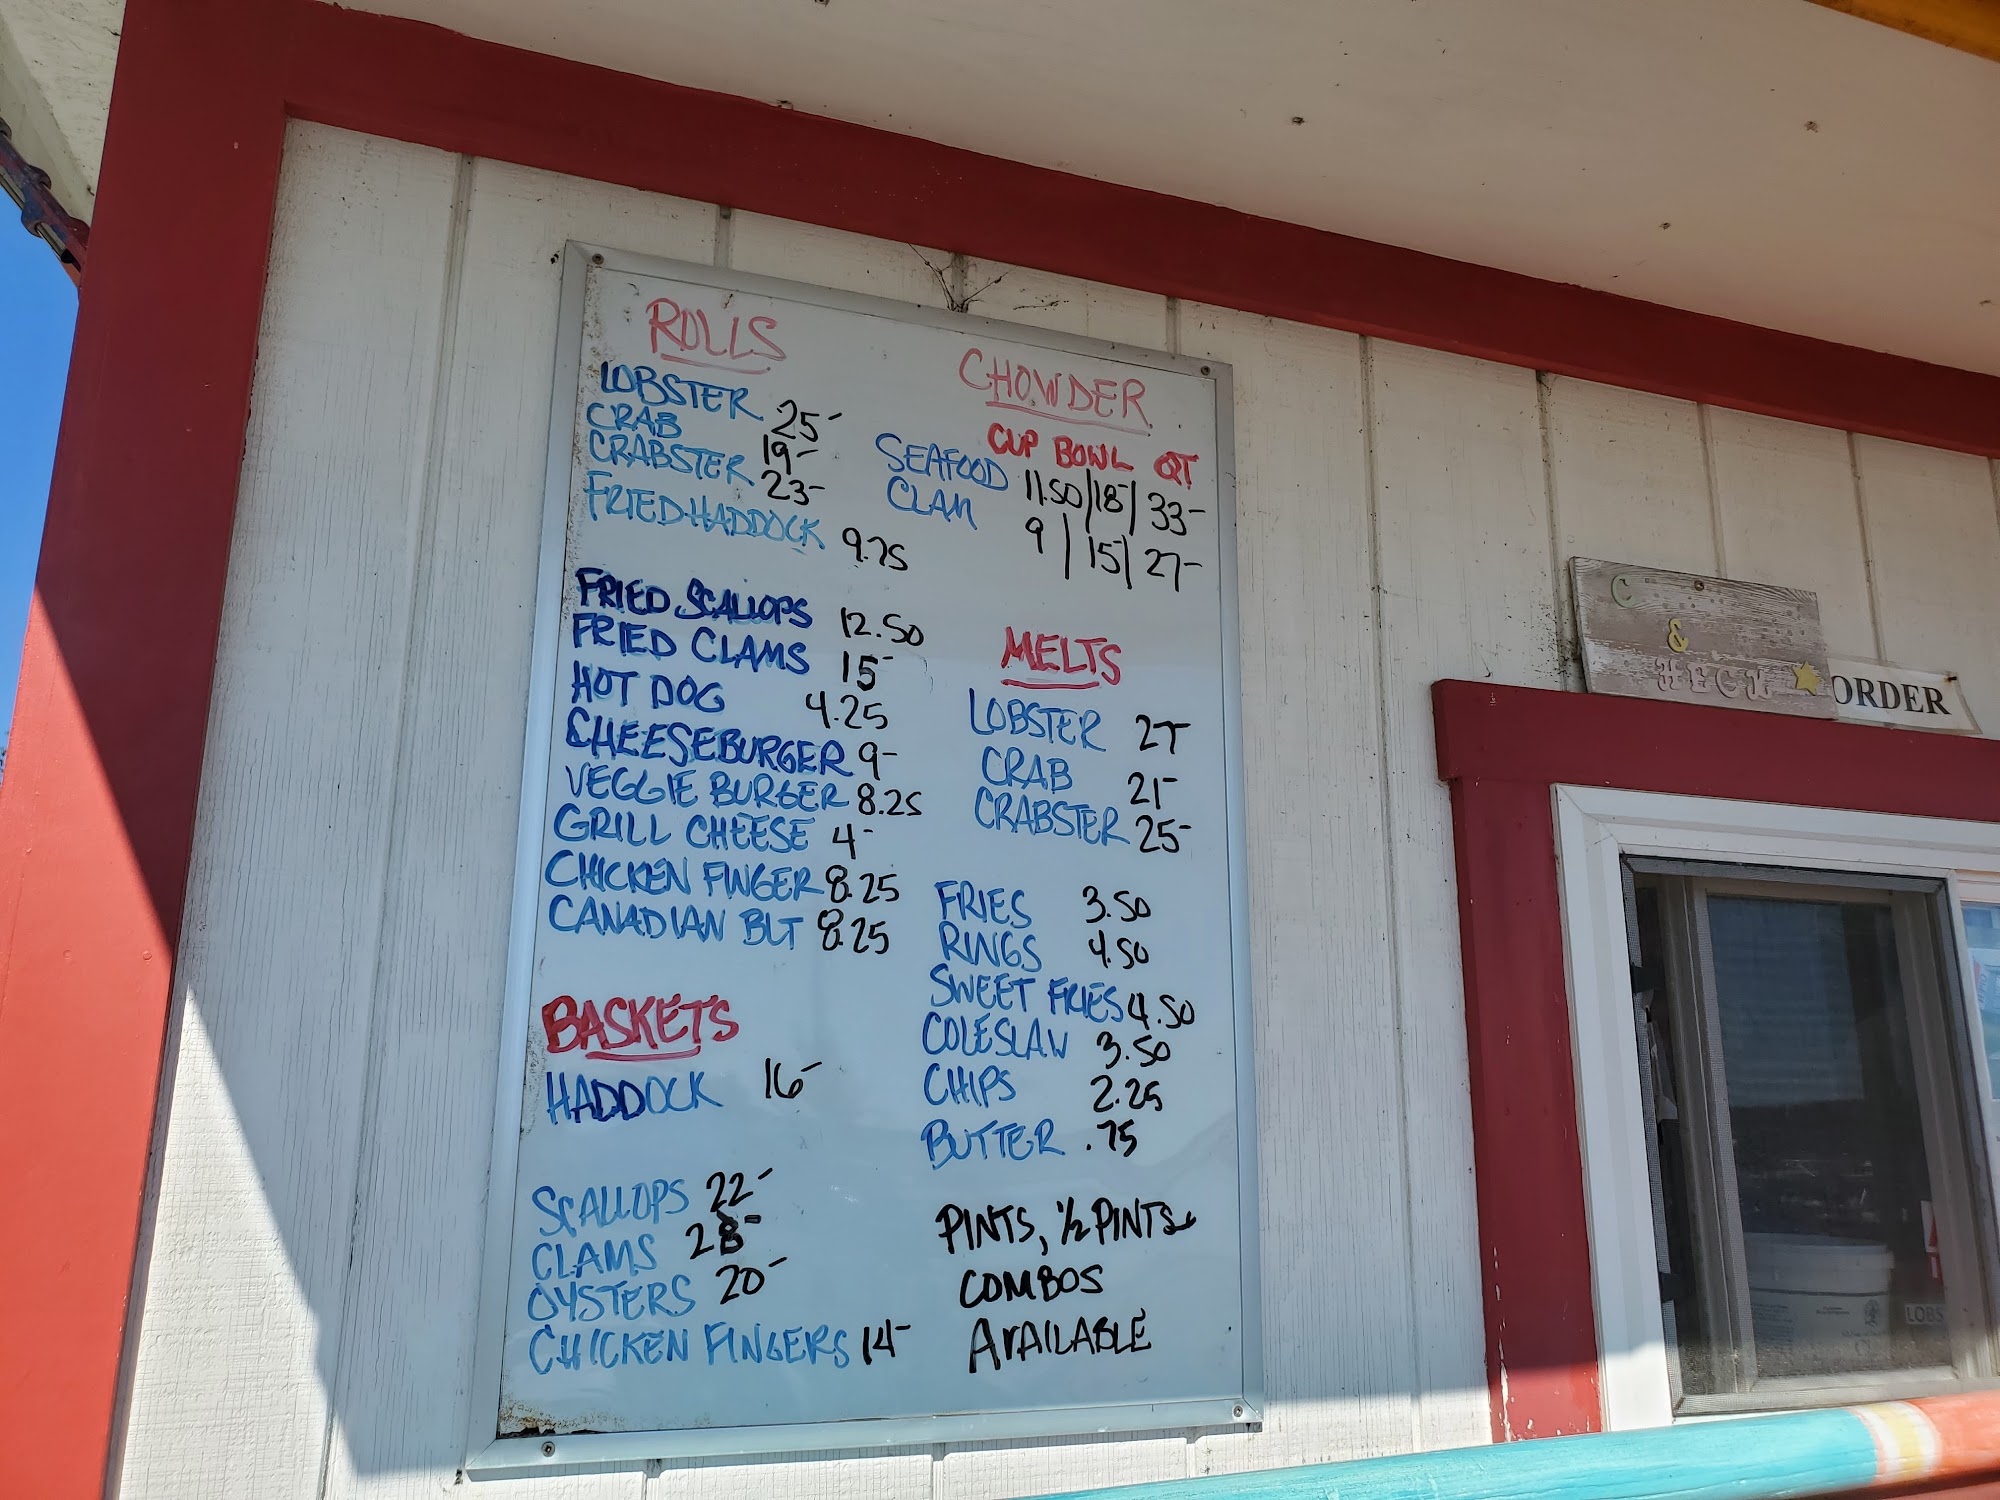 ROLLS
LOBSTER 25-
CRAB 19-
CRABSTER 23-
FRIED HADDOCK 9.75
FRIED SCALLOPS 12.50
FRIED CLAMS 15-
HOT DOG 4.25
CHEESEBURGER 9-
VEGGIE BURGER 8.25
GRILL CHEESE 4-
CHICKEN FINGER 8.25
CANADIAN BLT 8.25
BASKETS
HADDOCK 16-
SCALLOPS 22-
CLAMS 28-
OYSTERS 20-
CHICKEN FINGERS 14-
CHOWDER
CUP BOWL QT
SEAFOOD 11.50/18/33-
CLAM 9/15/27-
MELTS
LOBSTER 27
CRAB 21-
CRABSTER 25-
FRIES 3.50
RINGS 4.50
SWEET FRIES 4.50
COLESLAW 3.50
CHIPS 2.25
BUTTER .75
PINTS, 1/2 PINTS
COMBOS
AVAILABLE
&
HECK
ORDER
LOBS